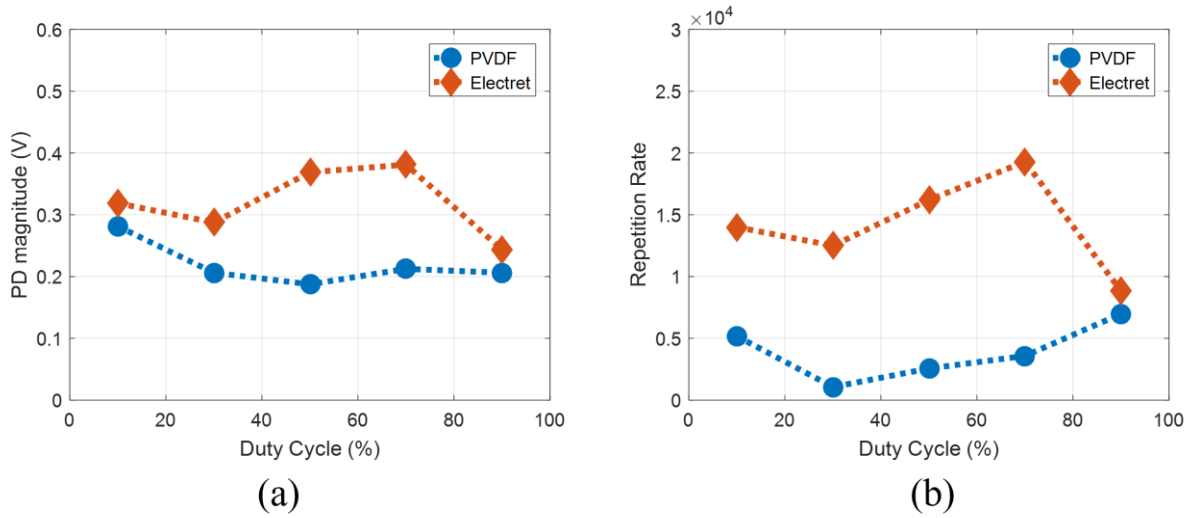 0.6
0.5
0.4
0.3
0.2
0.1
0
PD magnitude (V)
PVDF
Electret
0 20 40 60 80 100
Duty Cycle (%)
(a)
×10⁴
3
2.5
2
1.5
1
0.5
0
Repetition Rate
PVDF
Electret
0 20 40 60 80 100
Duty Cycle (%)
(b)